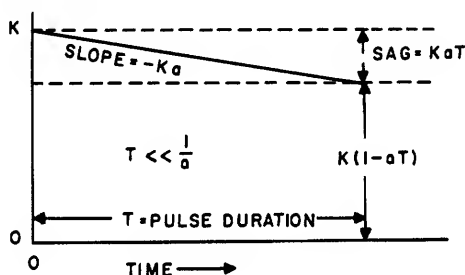 K
SLOPE=-Ka
SAG=KaT
T << 1/a
K(1-aT)
T=PULSE DURATION
0
0
TIME